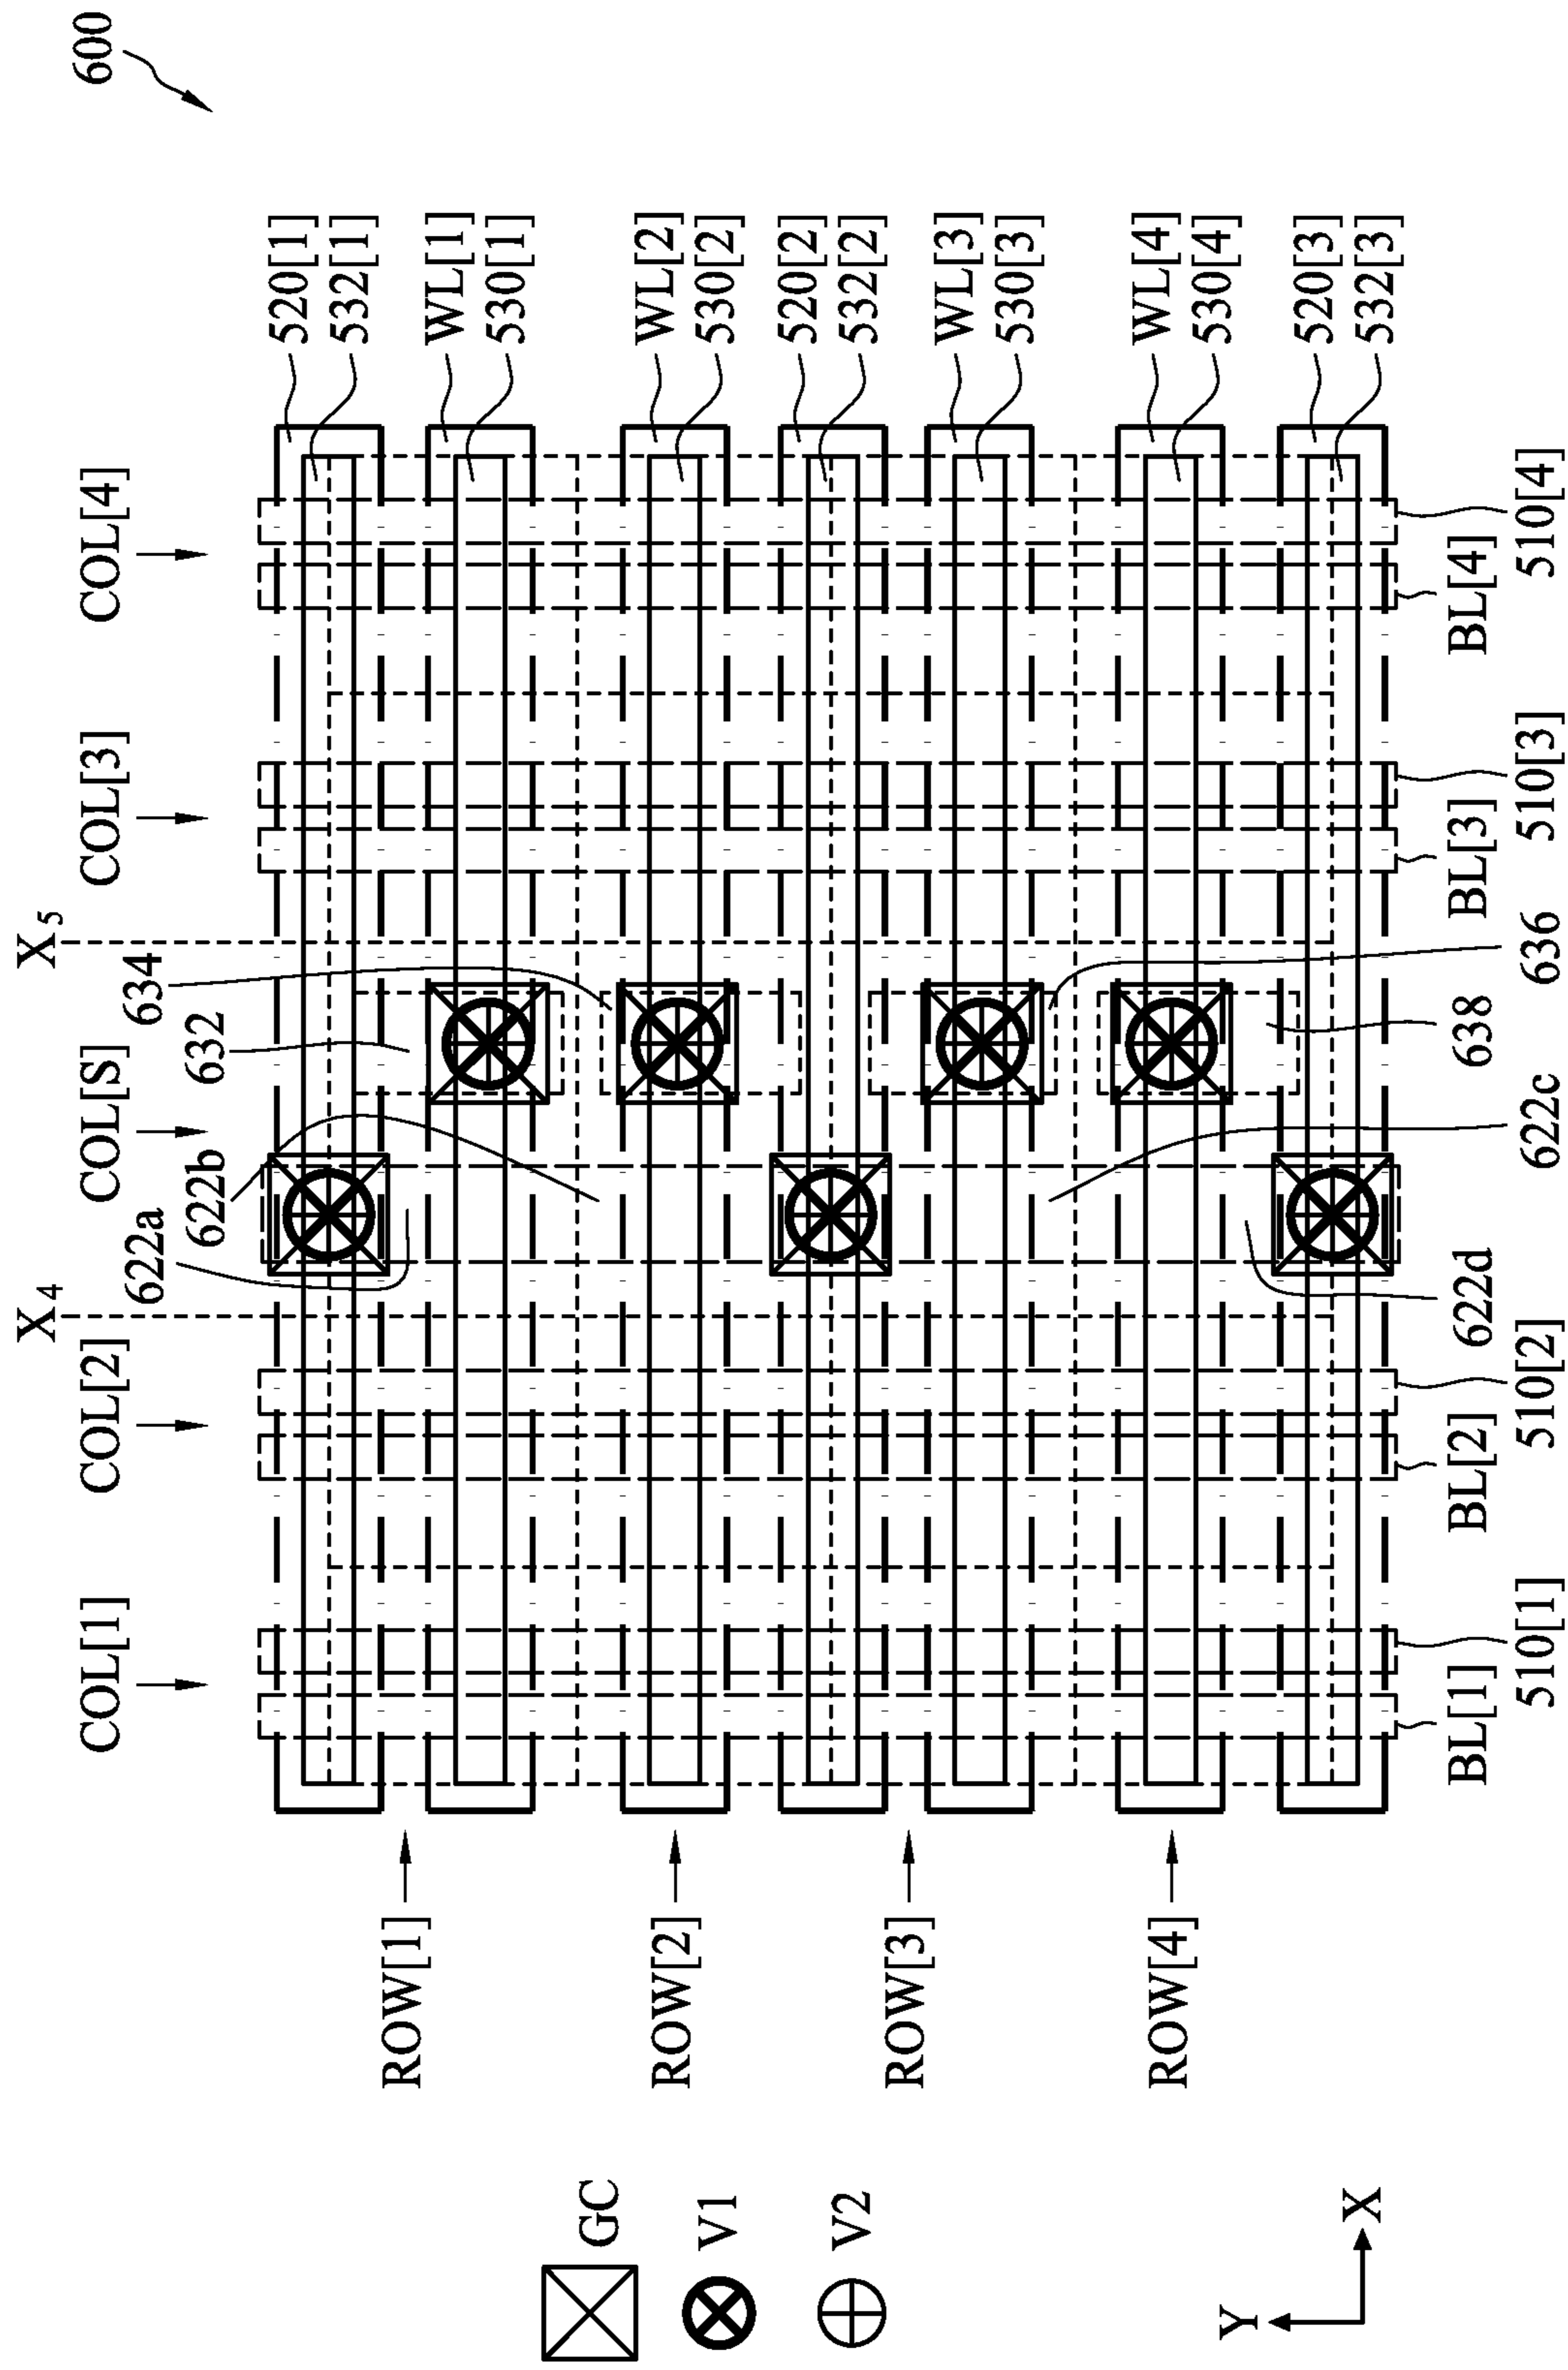 600
COL[1]
COL[2]
X4
COL[S]
X5
COL[3]
COL[4]
622a
622b
632
634
520[1]
532[1]
WL[1]
530[1]
WL[2]
530[2]
520[2]
532[2]
WL[3]
530[3]
WL[4]
530[4]
520[3]
532[3]
ROW[1]
ROW[2]
ROW[3]
ROW[4]
BL[1]
510[1]
BL[2]
510[2]
622d
622c
638
636
BL[3]
510[3]
BL[4]
510[4]
GC
V1
V2
Y
X